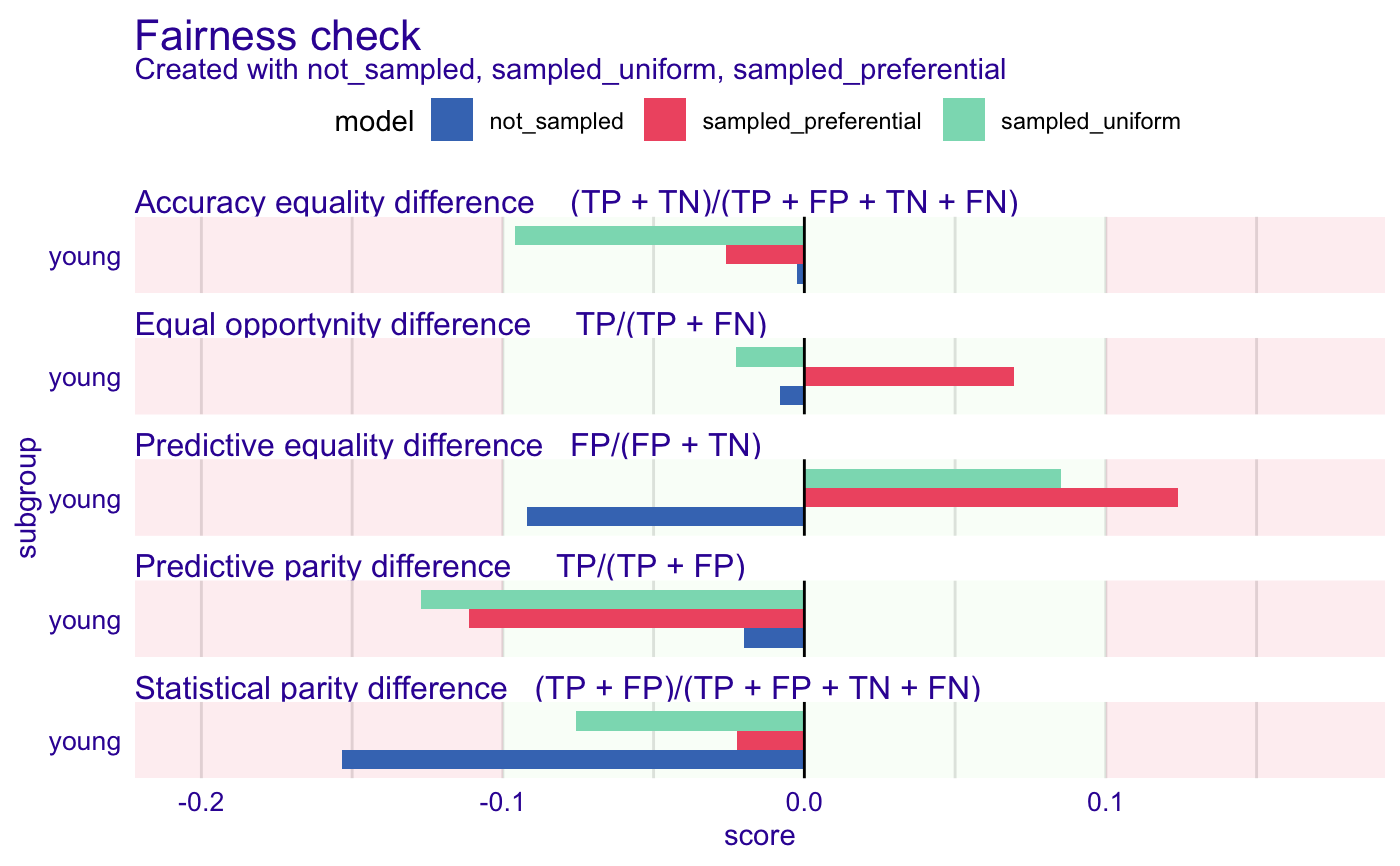 Fairness check
Created with not_sampled, sampled_uniform, sampled_preferential
model not_sampled sampled_preferential sampled_uniform
Accuracy equality difference (TP + TN)/(TP + FP + TN + FN)
young
Equal opportynity difference TP/(TP + FN)
young
Predictive equality difference FP/(FP + TN)
young
Predictive parity difference TP/(TP + FP)
young
Statistical parity difference (TP + FP)/(TP + FP + TN + FN)
young
subgroup
-0.2 -0.1 0.0 0.1
score